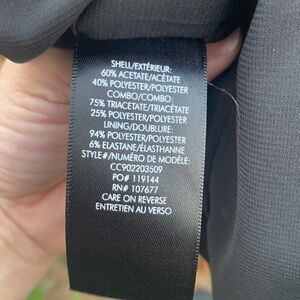 SHELL/EXTÉRIEUR:
60% ACETATE/ACÉTATE
40% POLYESTER/POLYESTER
COMBO/COMBO:
75% TRIACETATE/TRIACÉTATE
25% POLYESTER/POLYESTER
LINING/DOUBLURE:
94% POLYESTER/POLYESTER
6% ELASTANE/ÉLASTHANNE
STYLE#/NUMÉRO DE MODÈLE:
CC902203509
PO# 119144
RN# 107677
CARE ON REVERSE
ENTRETIEN AU VERSO